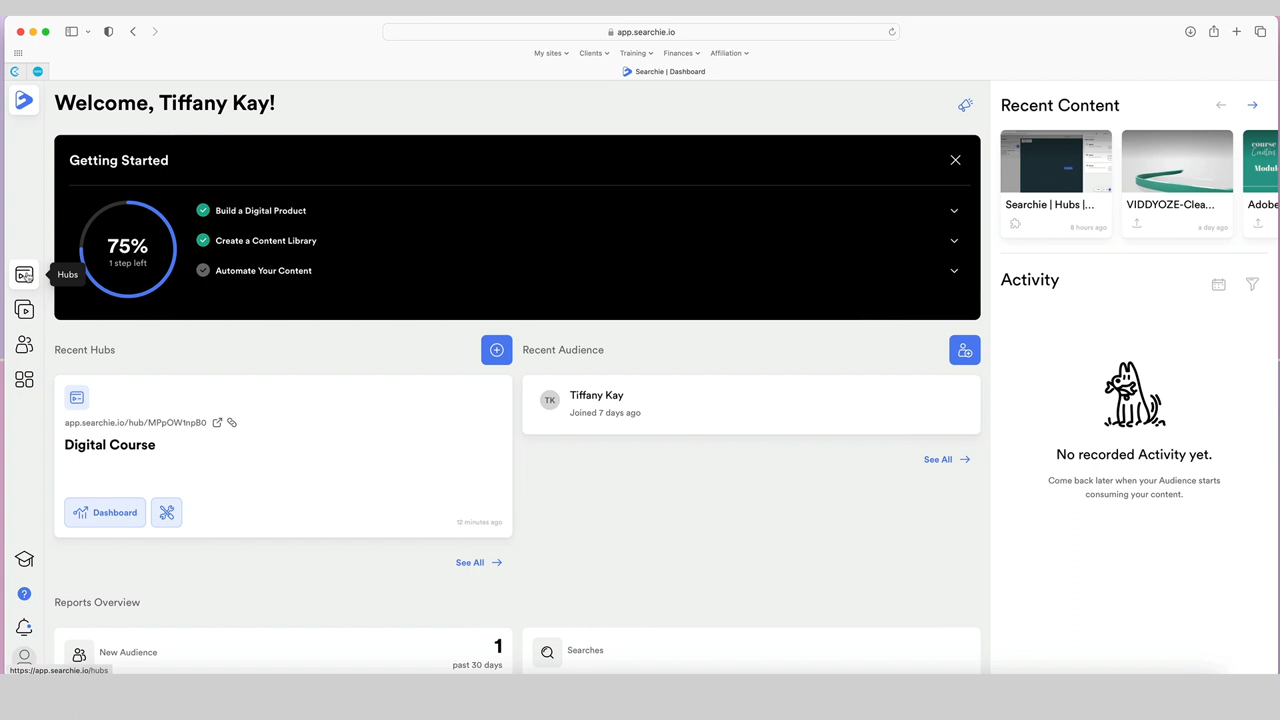 app.searchie.io
My sites
Clients
Training
Finances
Affiliation
Searchie | Dashboard
Welcome, Tiffany Kay!
Getting Started
75%
1 step left
Build a Digital Product
Create a Content Library
Automate Your Content
Hubs
Recent Hubs
app.searchie.io/hub/MPpOW1npB0
Digital Course
Dashboard
12 minutes ago
See All
Recent Audience
TK
Tiffany Kay
Joined 7 days ago
See All
Reports Overview
New Audience
1
past 30 days
Searches
Recent Content
Searchie | Hubs |...
8 hours ago
VIDDYOZE-Clea...
a day ago
course
Modul
Adobe
Activity
No recorded Activity yet.
Come back later when your Audience starts
consuming your content.
?
https://app.searchie.io/hubs